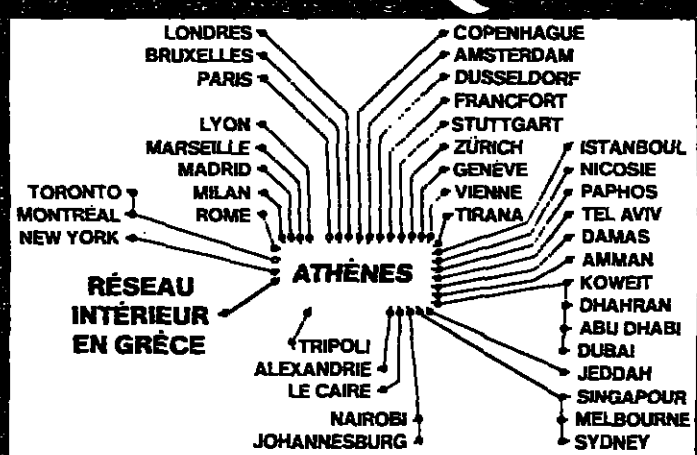 LONDRES
BRUXELLES
PARIS
LYON
MARSEILLE
MADRID
MILAN
ROME
TORONTO
MONTRÉAL
NEW YORK
RÉSEAU
INTÉRIEUR
EN GRÈCE
ATHÈNES
COPENHAGUE
AMSTERDAM
DUSSELDORF
FRANCFORT
STUTTGART
ZÜRICH
GENÈVE
VIENNE
TIRANA
ISTANBOUL
NICOSIE
PAPHOS
TEL AVIV
DAMAS
AMMAN
KOWEIT
DHAHRAN
ABU DHABI
DUBAI
JEDDAH
SINGAPOUR
MELBOURNE
SYDNEY
TRIPOLI
ALEXANDRIE
LE CAIRE
NAIROBI
JOHANNESBURG